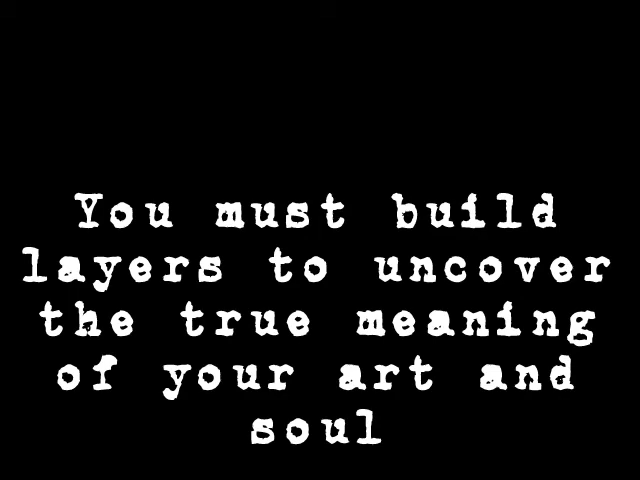 You must build
layers to uncover
the true meaning
of your art and
soul